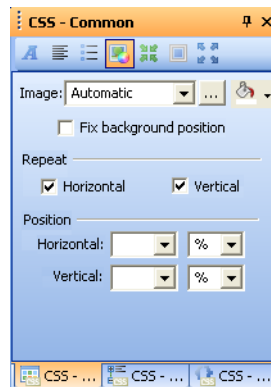 CSS - Common
Image: Automatic ...
Fix background position
Repeat
Horizontal Vertical
Position
Horizontal: %
Vertical: %
CSS - ... CSS - ... CSS - ...